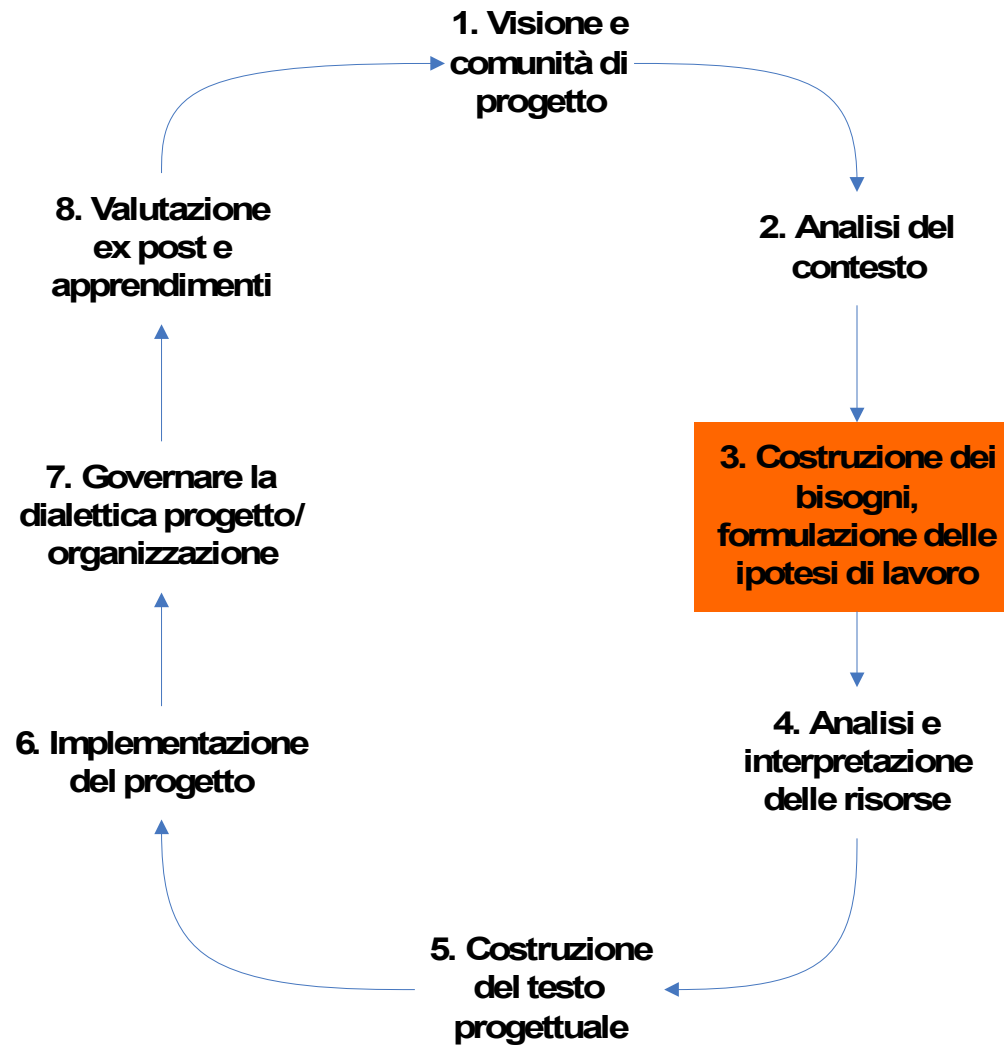 1. Visione e
comunità di
progetto
2. Analisi del
contesto
3. Costruzione dei
bisogni,
formulazione delle
ipotesi di lavoro
4. Analisi e
interpretazione
delle risorse
5. Costruzione
del testo
progettuale
6. Implementazione
del progetto
7. Governare la
dialettica progetto/
organizzazione
8. Valutazione
ex post e
apprendimenti